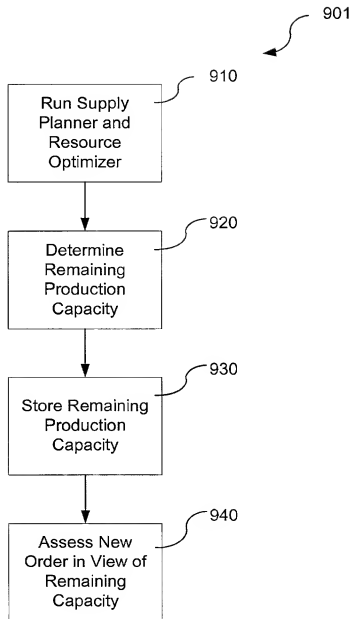 901
910
Run Supply
Planner and
Resource
Optimizer
920
Determine
Remaining
Production
Capacity
930
Store Remaining
Production
Capacity
940
Assess New
Order in View of
Remaining
Capacity